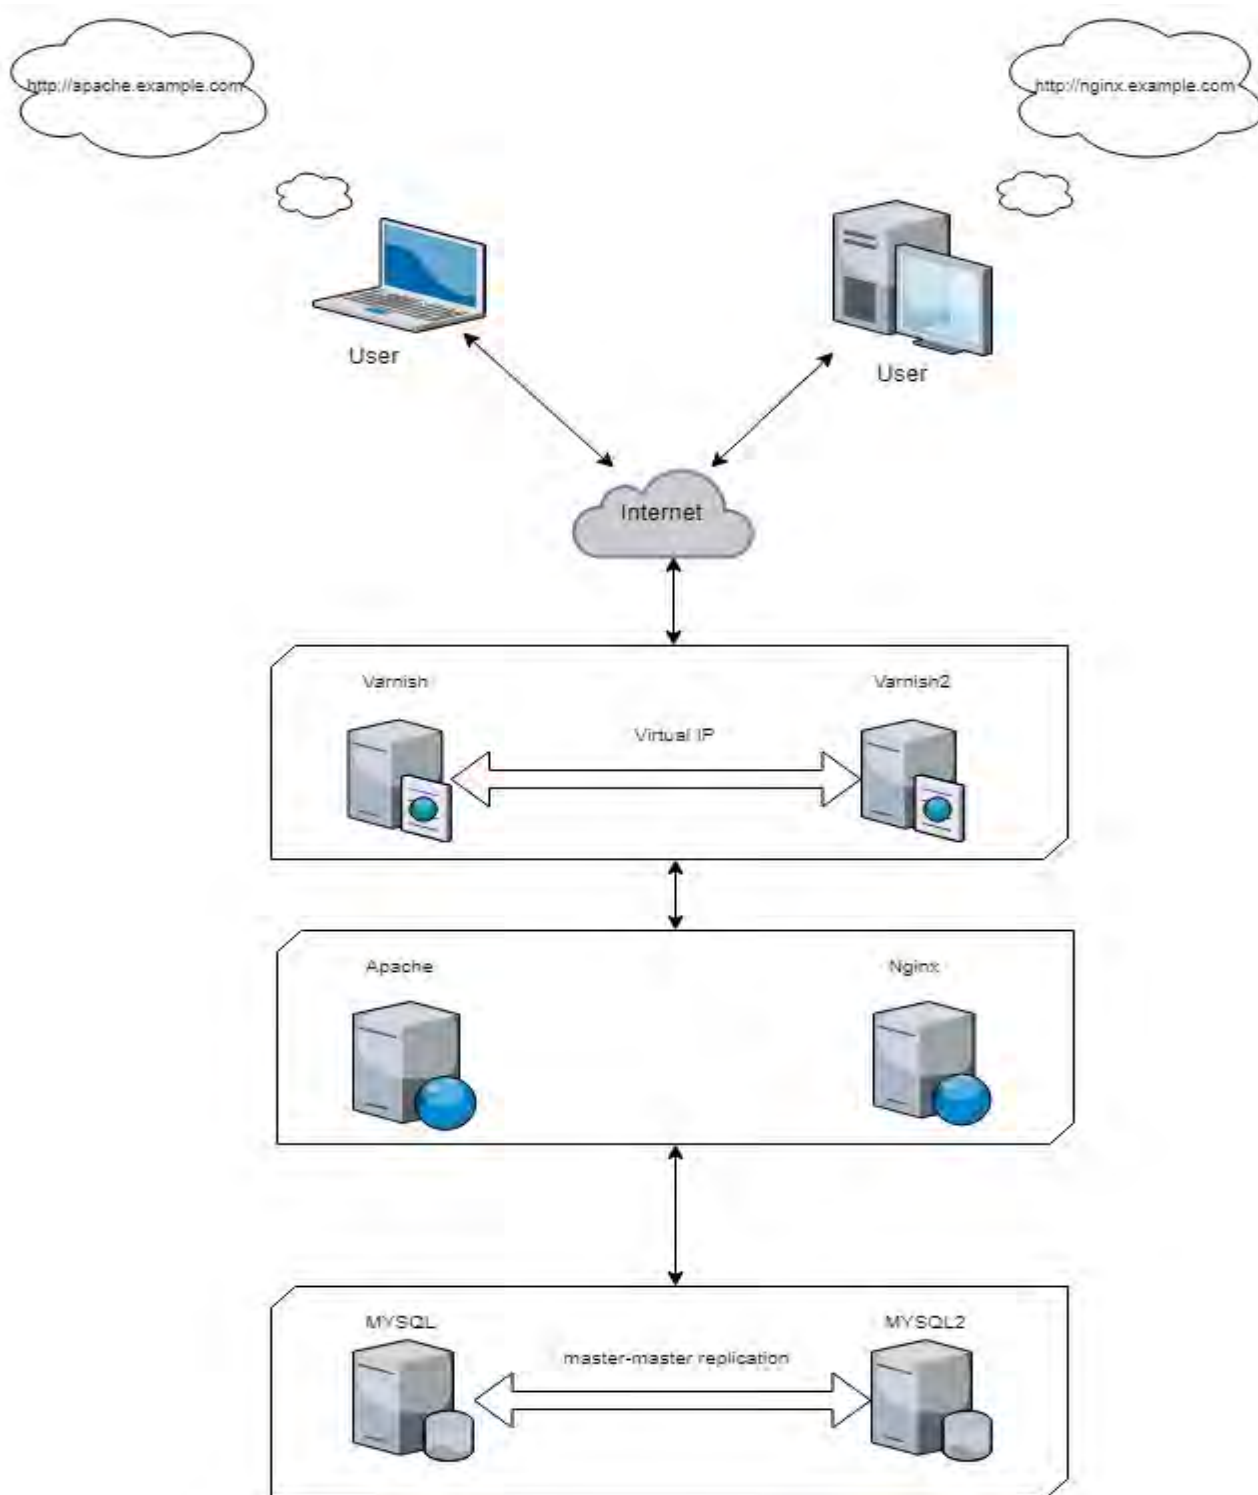 http://apache.example.com
http://nginx.example.com
User
User
Internet
Varnish
Varnish2
Virtual IP
Apache
Nginx
MYSQL
MYSQL2
master-master replication